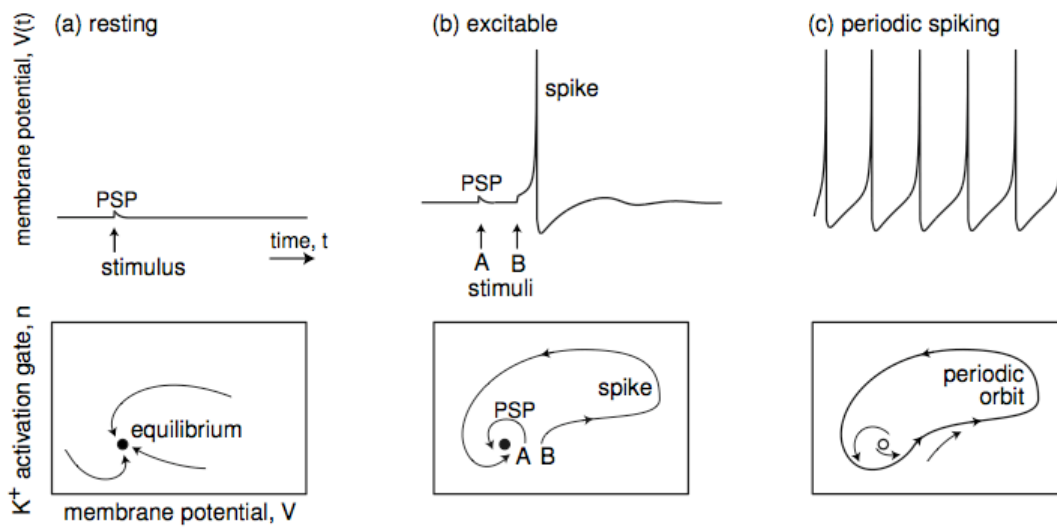 (a) resting
(b) excitable
(c) periodic spiking
membrane potential, V(t)
PSP
stimulus
time, t
spike
PSP
A
B
stimuli
K+ activation gate, n
equilibrium
membrane potential, V
PSP
A
B
spike
periodic
orbit